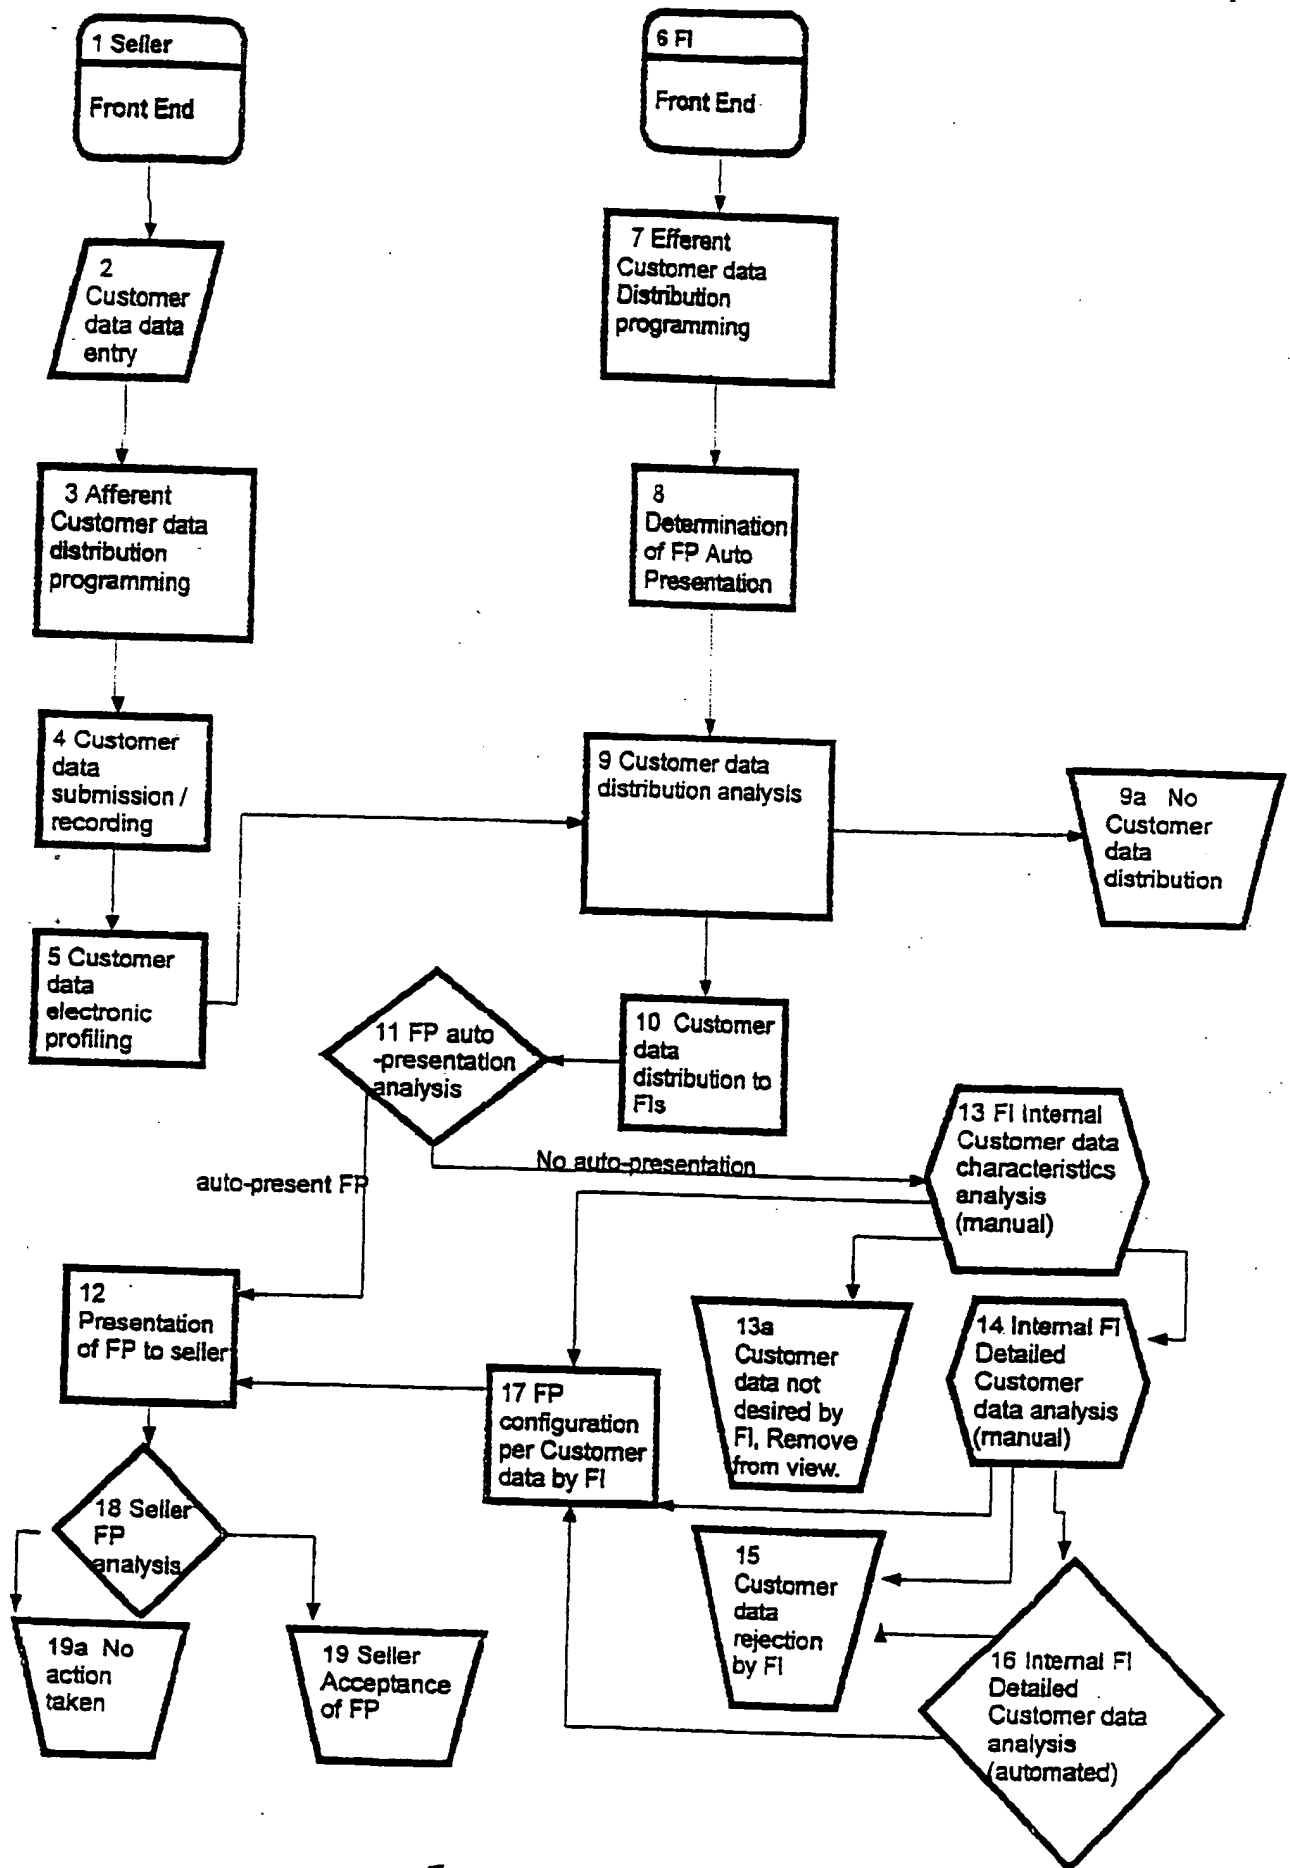 1 Seller
Front End
2
Customer
data data
entry
3 Afferent
Customer data
distribution
programming
4 Customer
data
submission /
recording
5 Customer
data
electronic
profiling
6 FI
Front End
7 Efferent
Customer data
Distribution
programming
8
Determination
of FP Auto
Presentation
9 Customer data
distribution analysis
9a No
Customer
data
distribution
10 Customer
data
distribution to
FIs
11 FP auto
-presentation
analysis
auto-present FP
No auto-presentation
12
Presentation
of FP to seller
13 FI Internal
Customer data
characteristics
analysis
(manual)
13a
Customer
data not
desired by
FI, Remove
from view.
14 Internal FI
Detailed
Customer
data analysis
(manual)
15
Customer
data
rejection
by FI
16 Internal FI
Detailed
Customer data
analysis
(automated)
17 FP
configuration
per Customer
data by FI
18 Seller
FP
analysis
19a No
action
taken
19 Seller
Acceptance
of FP